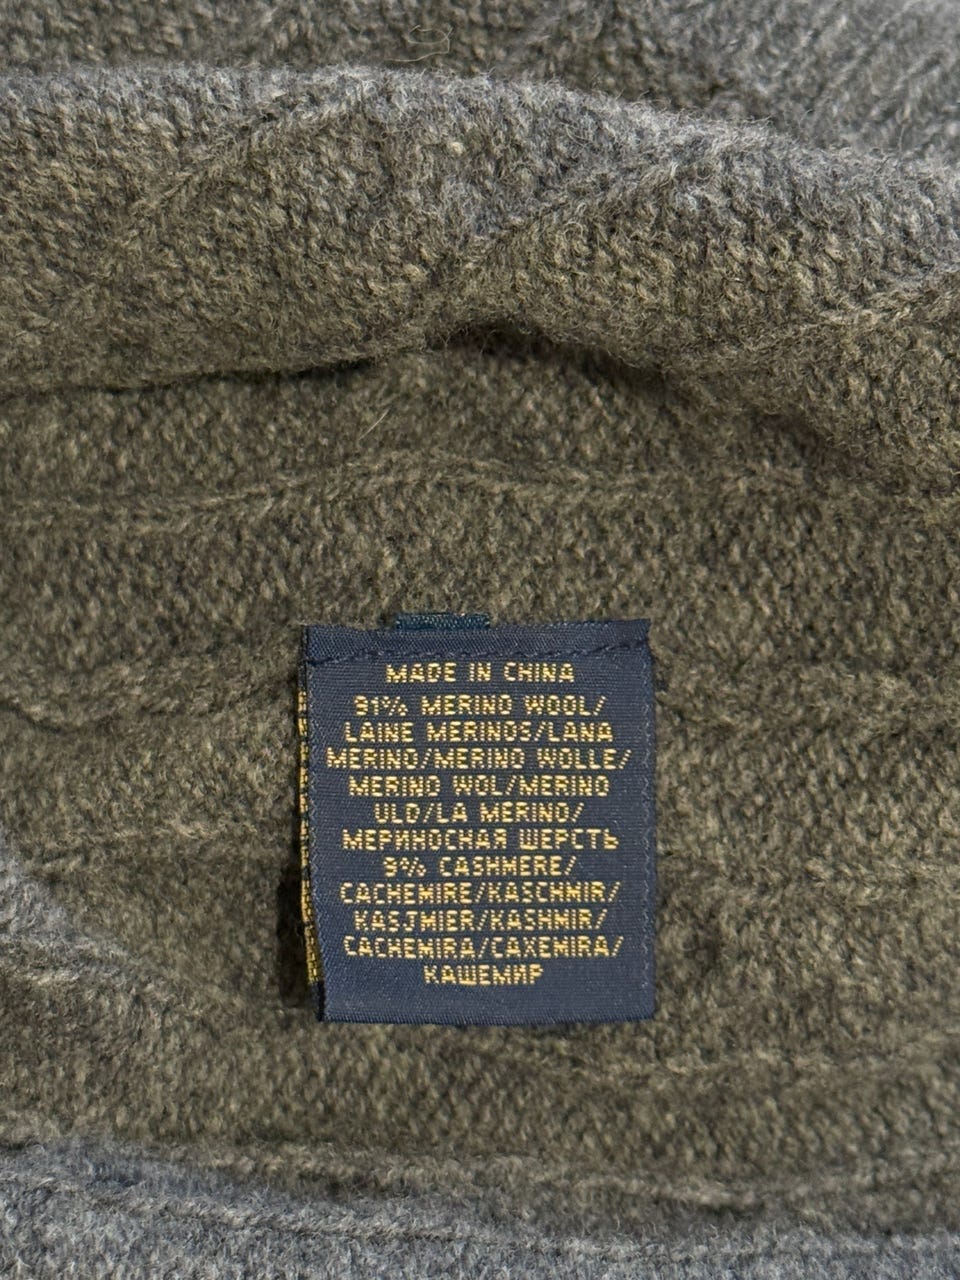 MADE IN CHINA
91% MERINO WOOL/
LAINE MERINOS/LANA
MERINO/MERINO WOLLE/
MERINO WOL/MERINO
ULD/LA MERINO/
МЕРИНОСНАЯ ШЕРСТЬ
9% CASHMERE/
CACHEMIRE/KASCHMIR/
KASJMIER/KASHMIR/
CACHEMIRA/CAXEMIRA/
КАШЕМИР